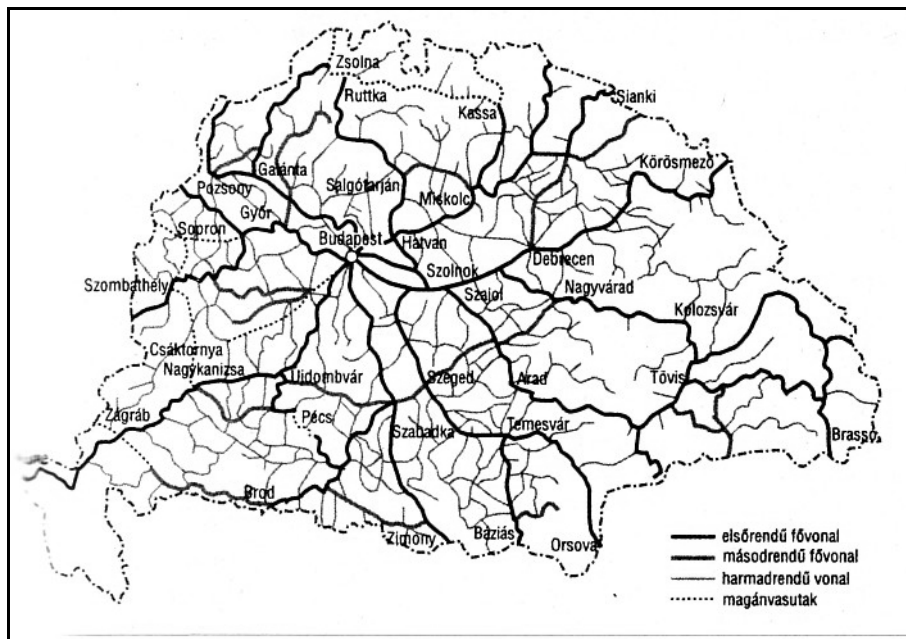 Zsolna
Ruttka
Kassa
Sianki
Kőrösmező
Galánta
Pozsony
Salgótarján
Miskolc
Győr
Sopron
Budapest
Hatvan
Debrecen
Szombathely
Szolnok
Szajol
Nagyvárad
Kolozsvár
Csáktornya
Nagykanizsa
Ujdombvár
Szeged
Arad
Tövis
Zágráb
Pécs
Szabadka
Temesvár
Brassó
Brod
Zimony
Báziás
Orsova
elsőrendű fővonal
másodrendű fővonal
harmadrendű vonal
magánvasutak